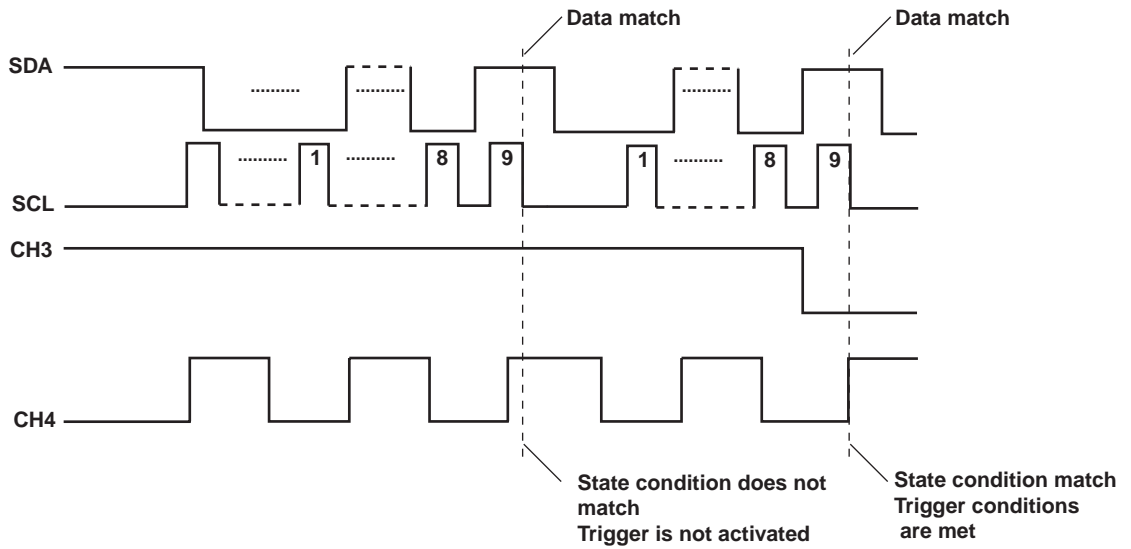 Data match
Data match
SDA
..........
..........
..........
SCL
..........
1
..........
8
9
1
..........
8
9
CH3
CH4
State condition does not
match
Trigger is not activated
State condition match
Trigger conditions
are met